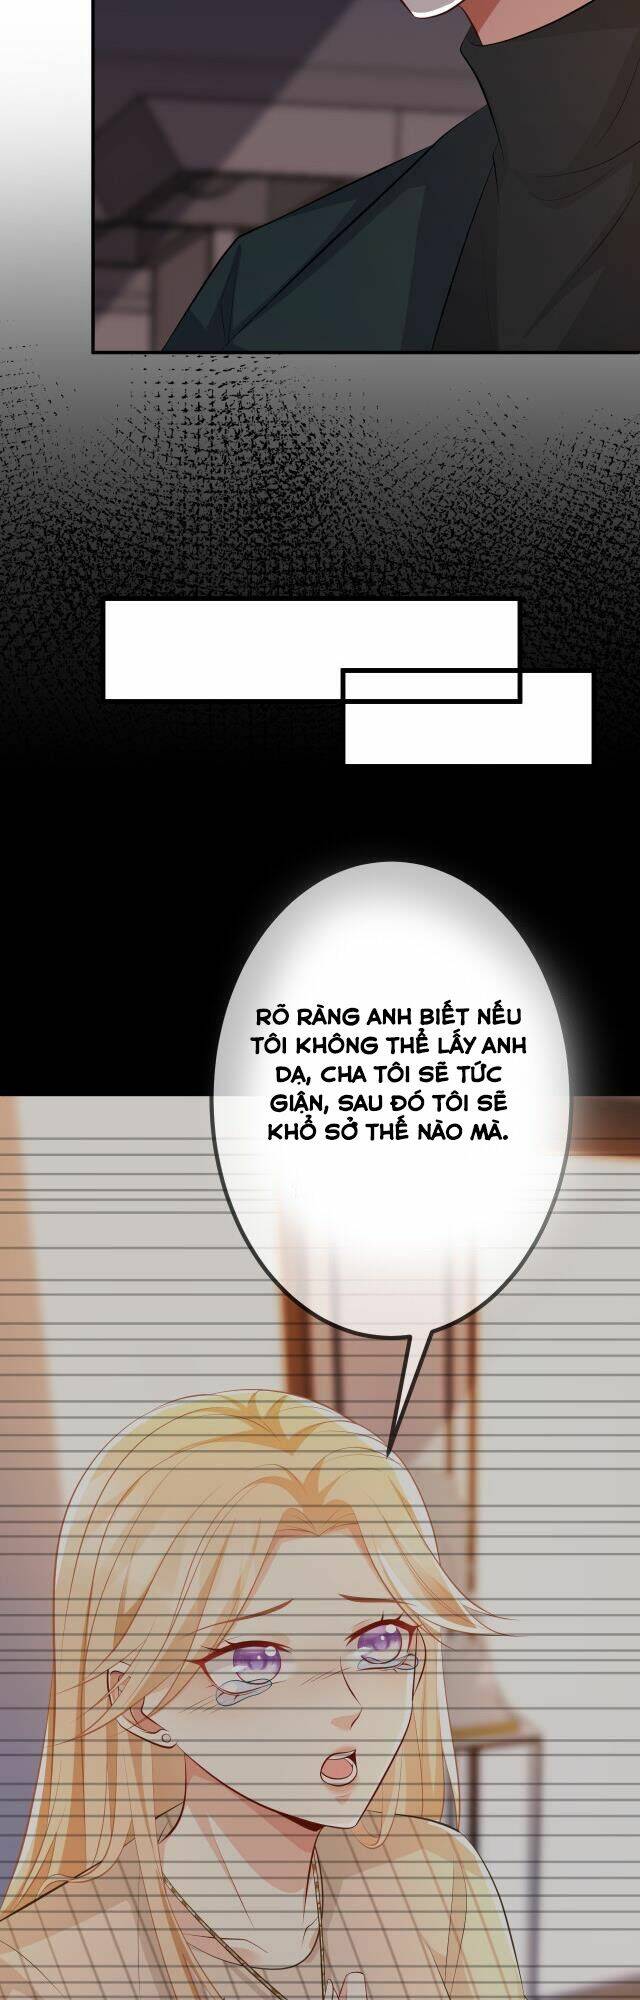 RÕ RÀNG ANH BIẾT NẾU
TÔI KHÔNG THỂ LẤY ANH
DẠ, CHA TÔI SẼ TỨC
GIẬN, SAU ĐÓ TÔI SẼ
KHỔ SỞ THẾ NÀO MÀ.